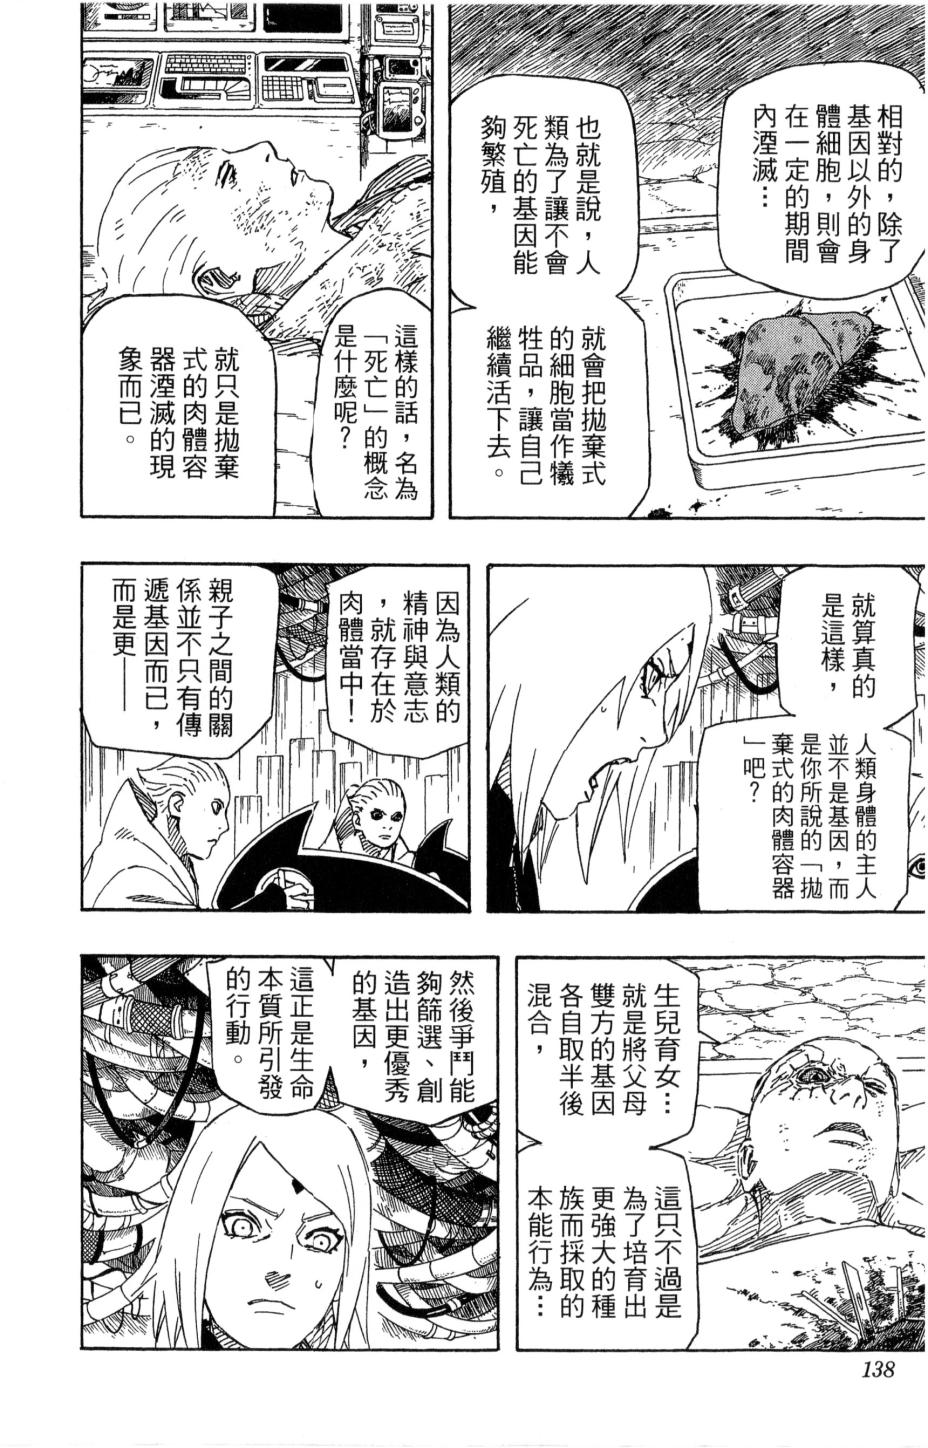 相對的，除了
基因以外的身
體細胞，則會
在一定的期間
內湮滅…
也就是說，人
類為了讓不會
死亡的基因能
夠繁殖，
就會把拋棄式
的細胞當作犧
牲品，讓自己
繼續活下去。
這樣的話，名為
「死亡」的概念
是什麼呢？
就只是拋棄
式的肉體容
器湮滅的現
象而已。
就算真的
是這樣，
人類身體的主人
並不是基因，而
是你所說的「拋
棄式的肉體容器
」吧？
因為人類的
精神與意志
，就存在於
肉體當中！
親子之間的關
係並不只有傳
遞基因而已，
而是更——
生兒育女…
就是將父母
雙方的基因
各自取半後
混合，
這只不過是
為了培育出
更強大的種
族而採取的
本能行為…
然後爭鬥能
夠篩選、創
造出更優秀
的基因，
這正是生命
本質所引發
的行動。
138